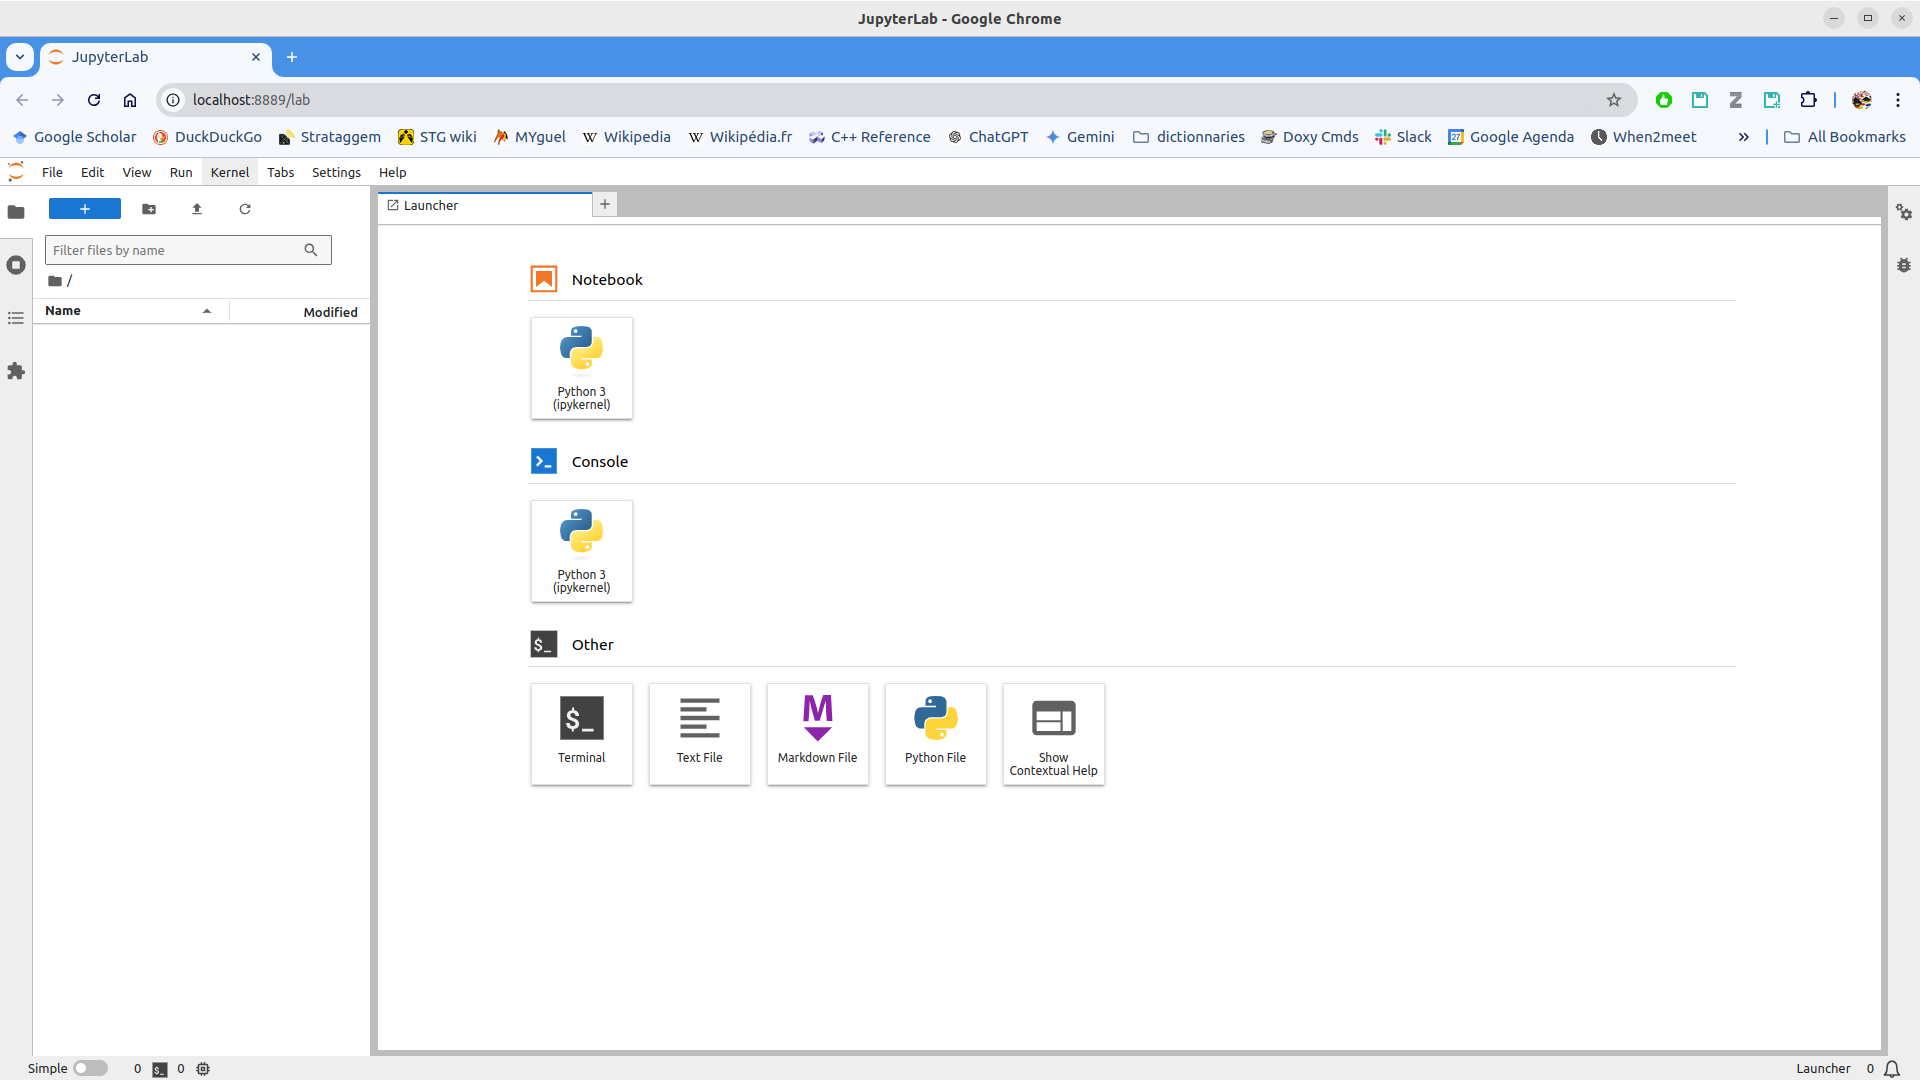 JupyterLab - Google Chrome
JupyterLab
localhost:8889/lab
Google Scholar DuckDuckGo Strataggem STG wiki MYguel Wikipedia Wikipédia.fr C++ Reference ChatGPT Gemini dictionnaries Doxy Cmds Slack Google Agenda When2meet » All Bookmarks
File Edit View Run Kernel Tabs Settings Help
Launcher
Filter files by name
/
Name Modified
Notebook
Python 3
(ipykernel)
Console
Python 3
(ipykernel)
Other
$_ Terminal
Text File
Markdown File
Python File
Show
Contextual Help
Simple 0 $_ 0 Launcher 0